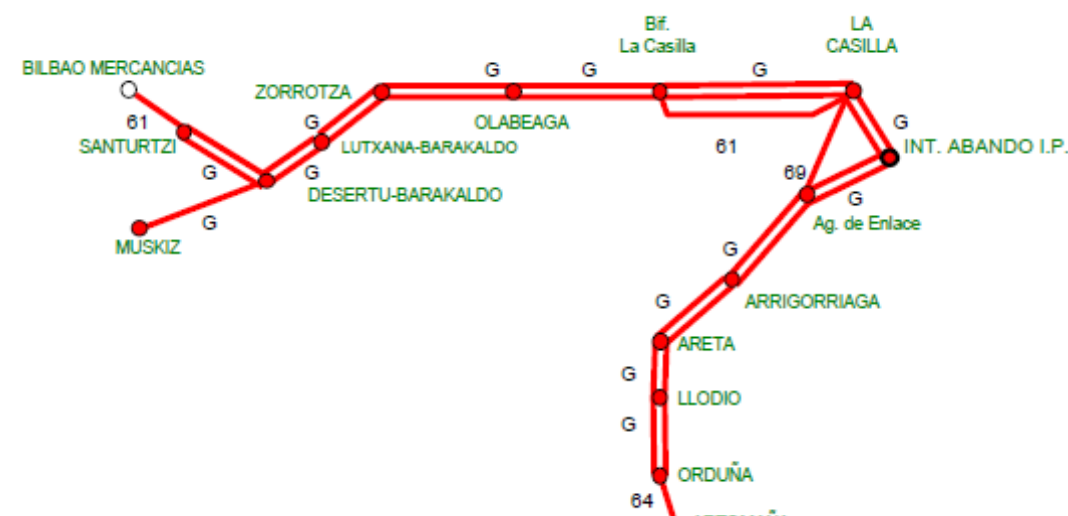 Bif.
La Casilla
LA
CASILLA
BILBAO MERCANCIAS
ZORROTZA
G
G
G
61
SANTURTZI
G
LUTXANA-BARAKALDO
OLABEAGA
61
G
INT. ABANDO I.P.
G
G
DESERTU-BARAKALDO
69
G
Ag. de Enlace
MUSKIZ
G
G
ARRIGORRIAGA
G
ARETA
G
LLODIO
G
ORDUÑA
64